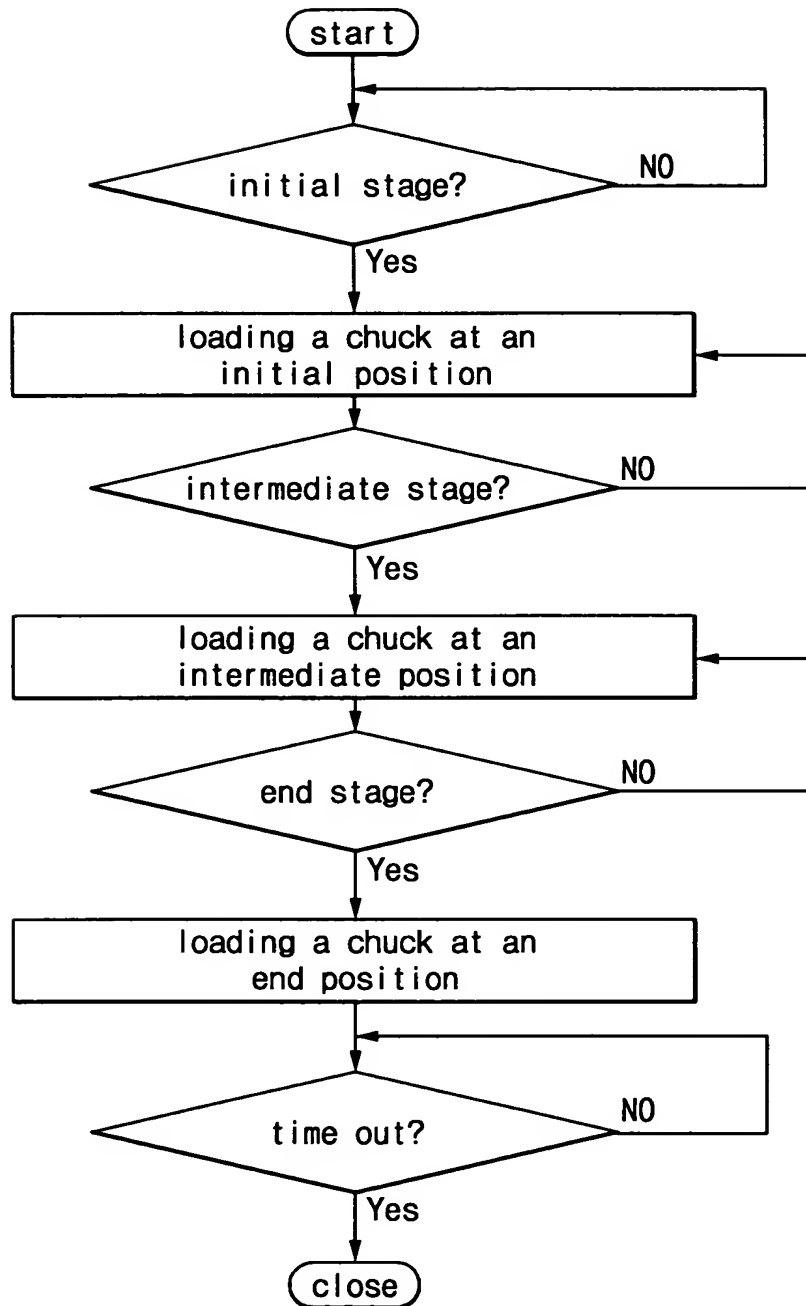 start
initial stage?
NO
Yes
loading a chuck at an
initial position
intermediate stage?
NO
Yes
loading a chuck at an
intermediate position
end stage?
NO
Yes
loading a chuck at an
end position
time out?
NO
Yes
close